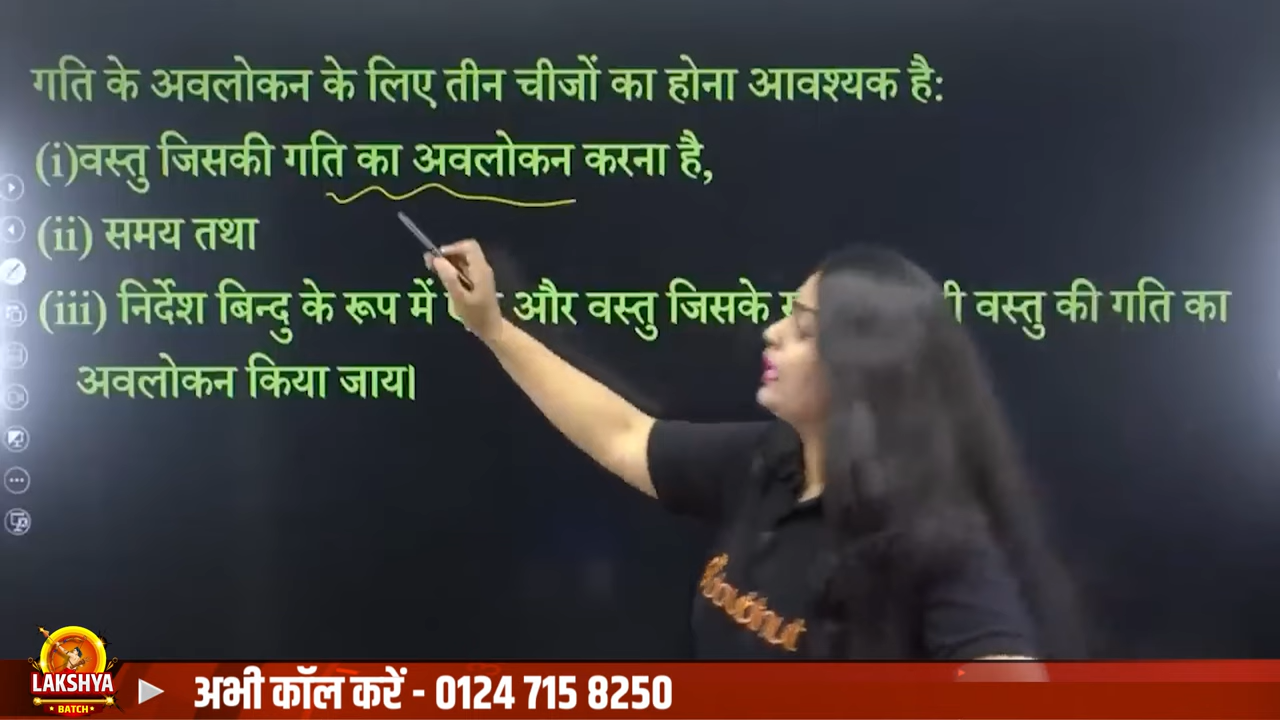 गति के अवलोकन के लिए तीन चीजों का होना आवश्यक है:
(i)वस्तु जिसकी गति का अवलोकन करना है,
(ii) समय तथा
(iii) निर्देश बिन्दु के रूप में और वस्तु जिसके वस्तु की गति का
अवलोकन किया जाय।
LAKSHYA
BATCH
अभी कॉल करें - 0124 715 8250